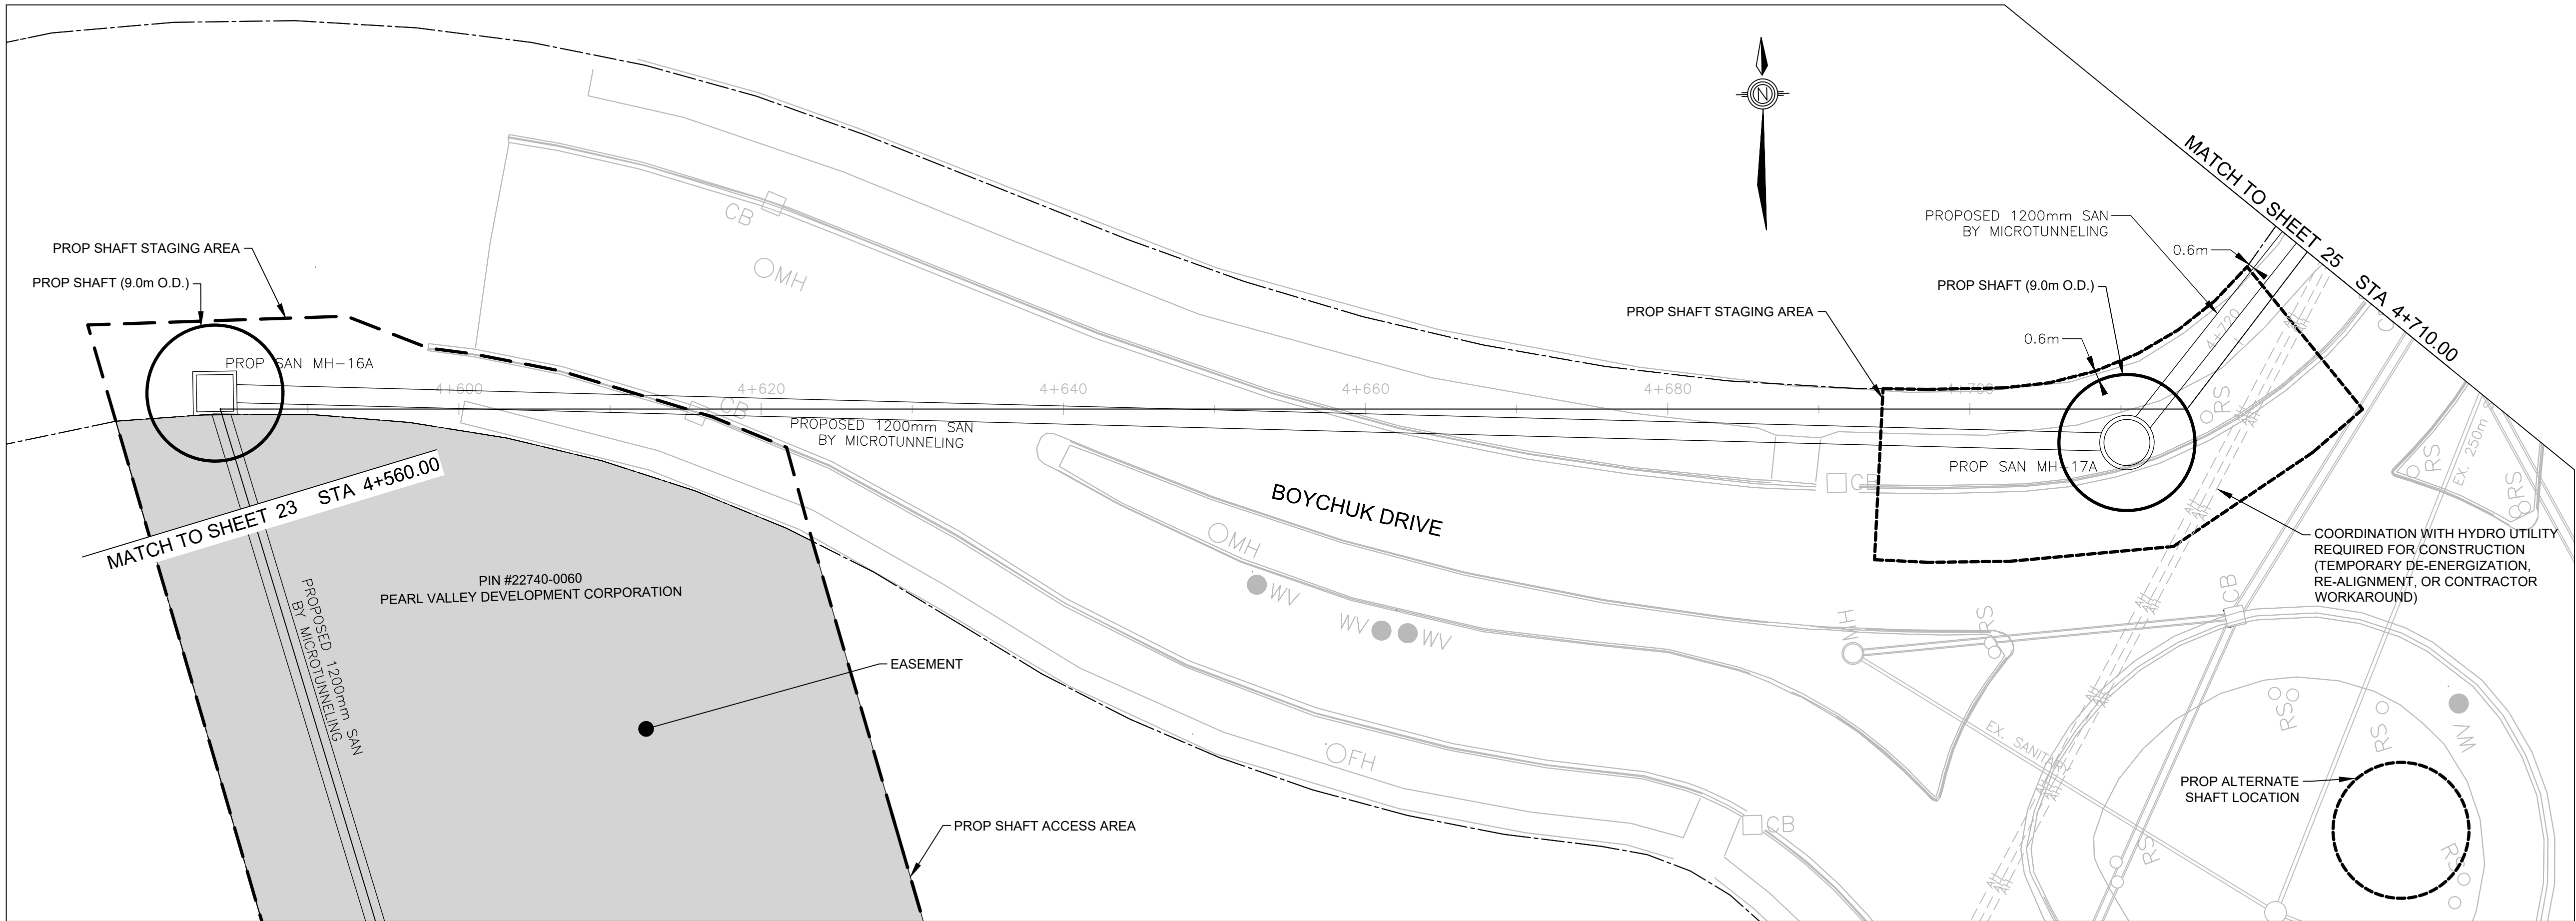 N
PROP SHAFT STAGING AREA
PROP SHAFT (9.0m O.D.)
PROP SAN MH-16A
CB
MH
4+600
4+620
4+640
4+660
4+680
4+700
4+720
CB
PROPOSED 1200mm SAN
BY MICROTUNNELING
MATCH TO SHEET 23 STA 4+560.00
PROPOSED 1200mm SAN
BY MICROTUNNELING
PIN #22740-0060
PEARL VALLEY DEVELOPMENT CORPORATION
EASEMENT
PROP SHAFT ACCESS AREA
BOYCHUK DRIVE
MH
WV
WV
WV
FH
CB
PROPOSED 1200mm SAN
BY MICROTUNNELING
0.6m
PROP SHAFT (9.0m O.D.)
PROP SHAFT STAGING AREA
0.6m
MATCH TO SHEET 25 STA 4+710.00
PROP SAN MH-17A
CB
RS
RS
EX. 250m
RS
COORDINATION WITH HYDRO UTILITY
REQUIRED FOR CONSTRUCTION
(TEMPORARY DE-ENERGIZATION,
RE-ALIGNMENT, OR CONTRACTOR
WORKAROUND)
MH
RS
CB
EX. SANITARY
RS
RS
WV
PROP ALTERNATE
SHAFT LOCATION
RS
RS